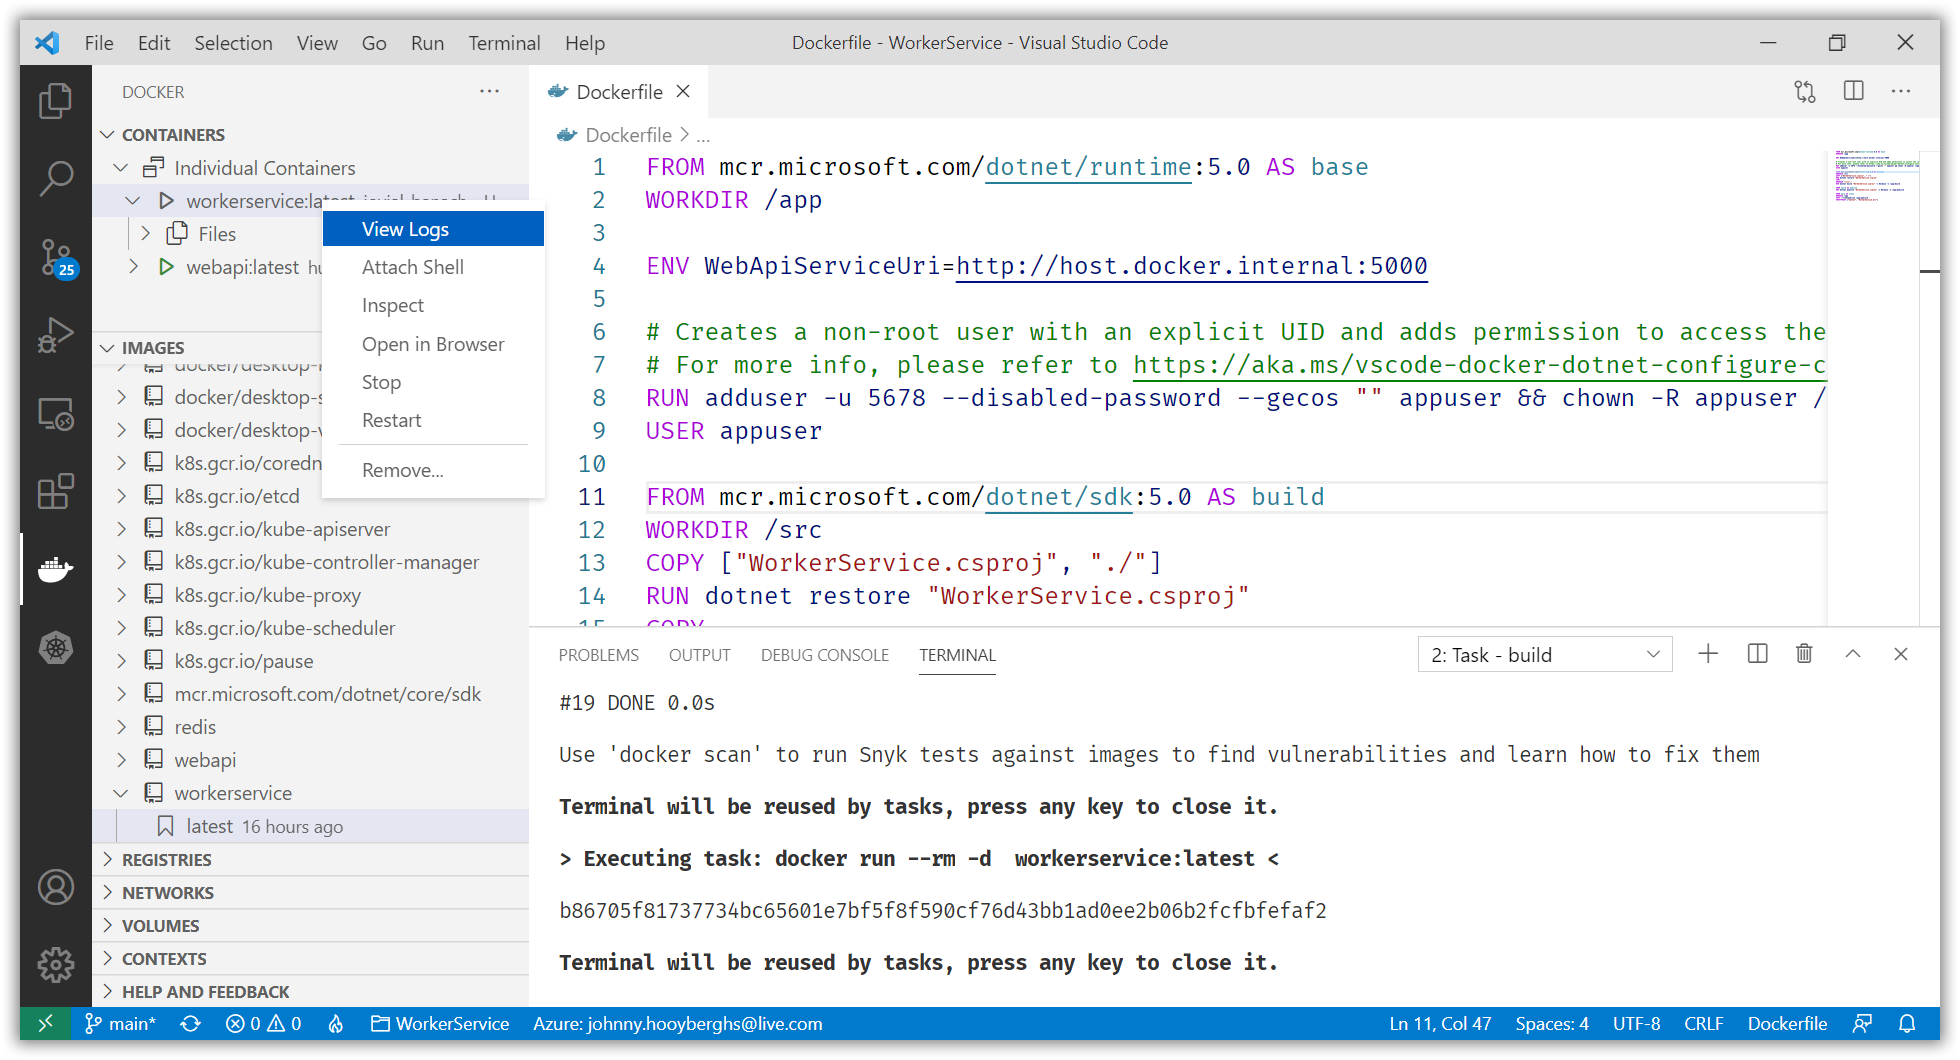 File Edit Selection View Go Run Terminal Help
Dockerfile - WorkerService - Visual Studio Code
DOCKER
CONTAINERS
Individual Containers
workerservice:latest
Files
webapi:latest
25
View Logs
Attach Shell
Inspect
Open in Browser
Stop
Restart
Remove...
IMAGES
docker/desktop-
docker/desktop-s
docker/desktop-v
k8s.gcr.io/coredn
k8s.gcr.io/etcd
k8s.gcr.io/kube-apiserver
k8s.gcr.io/kube-controller-manager
k8s.gcr.io/kube-proxy
k8s.gcr.io/kube-scheduler
k8s.gcr.io/pause
mcr.microsoft.com/dotnet/core/sdk
redis
webapi
workerservice
latest 16 hours ago
REGISTRIES
NETWORKS
VOLUMES
CONTEXTS
HELP AND FEEDBACK
Dockerfile
Dockerfile > ...
1 FROM mcr.microsoft.com/dotnet/runtime:5.0 AS base
2 WORKDIR /app
3
4 ENV WebApiServiceUri=http://host.docker.internal:5000
5
6 # Creates a non-root user with an explicit UID and adds permission to access the
7 # For more info, please refer to https://aka.ms/vscode-docker-dotnet-configure-c
8 RUN adduser -u 5678 --disabled-password --gecos "" appuser && chown -R appuser /
9 USER appuser
10
11 FROM mcr.microsoft.com/dotnet/sdk:5.0 AS build
12 WORKDIR /src
13 COPY ["WorkerService.csproj", "./"]
14 RUN dotnet restore "WorkerService.csproj"
15 COPY
PROBLEMS OUTPUT DEBUG CONSOLE TERMINAL
2: Task - build
#19 DONE 0.0s
Use 'docker scan' to run Snyk tests against images to find vulnerabilities and learn how to fix them
Terminal will be reused by tasks, press any key to close it.
> Executing task: docker run --rm -d  workerservice:latest <
b86705f81737734bc65601e7bf5f8f590cf76d43bb1ad0ee2b06b2fcfbfefaf2
Terminal will be reused by tasks, press any key to close it.
main* 0 0 WorkerService Azure: johnny.hooyberghs@live.com Ln 11, Col 47 Spaces: 4 UTF-8 CRLF Dockerfile